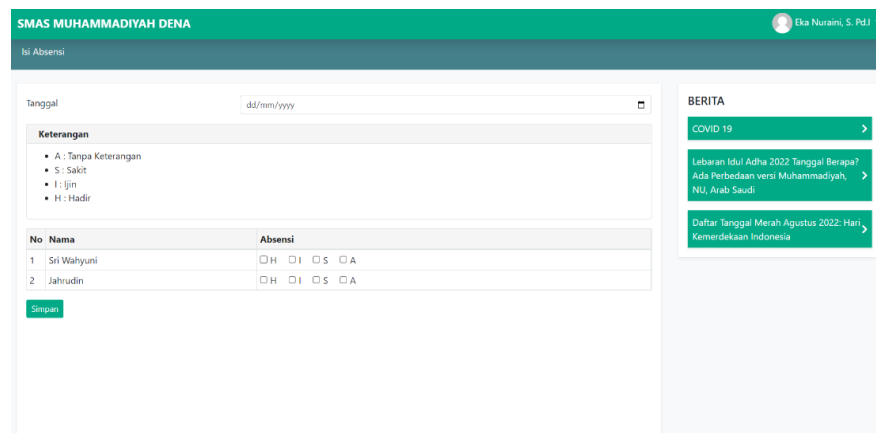 SMAS MUHAMMADIYAH DENA
Eka Nuraini, S. Pd.I
Isi Absensi
Tanggal
dd/mm/yyyy
Keterangan
A : Tanpa Keterangan
S : Sakit
I : Ijin
H : Hadir
No Nama Absensi
1 Sri Wahyuni H I S A
2 Jahrudin H I S A
Simpan
BERITA
COVID 19
Lebaran Idul Adha 2022 Tanggal Berapa?
Ada Perbedaan versi Muhammadiyah,
NU, Arab Saudi
Daftar Tanggal Merah Agustus 2022: Hari
Kemerdekaan Indonesia